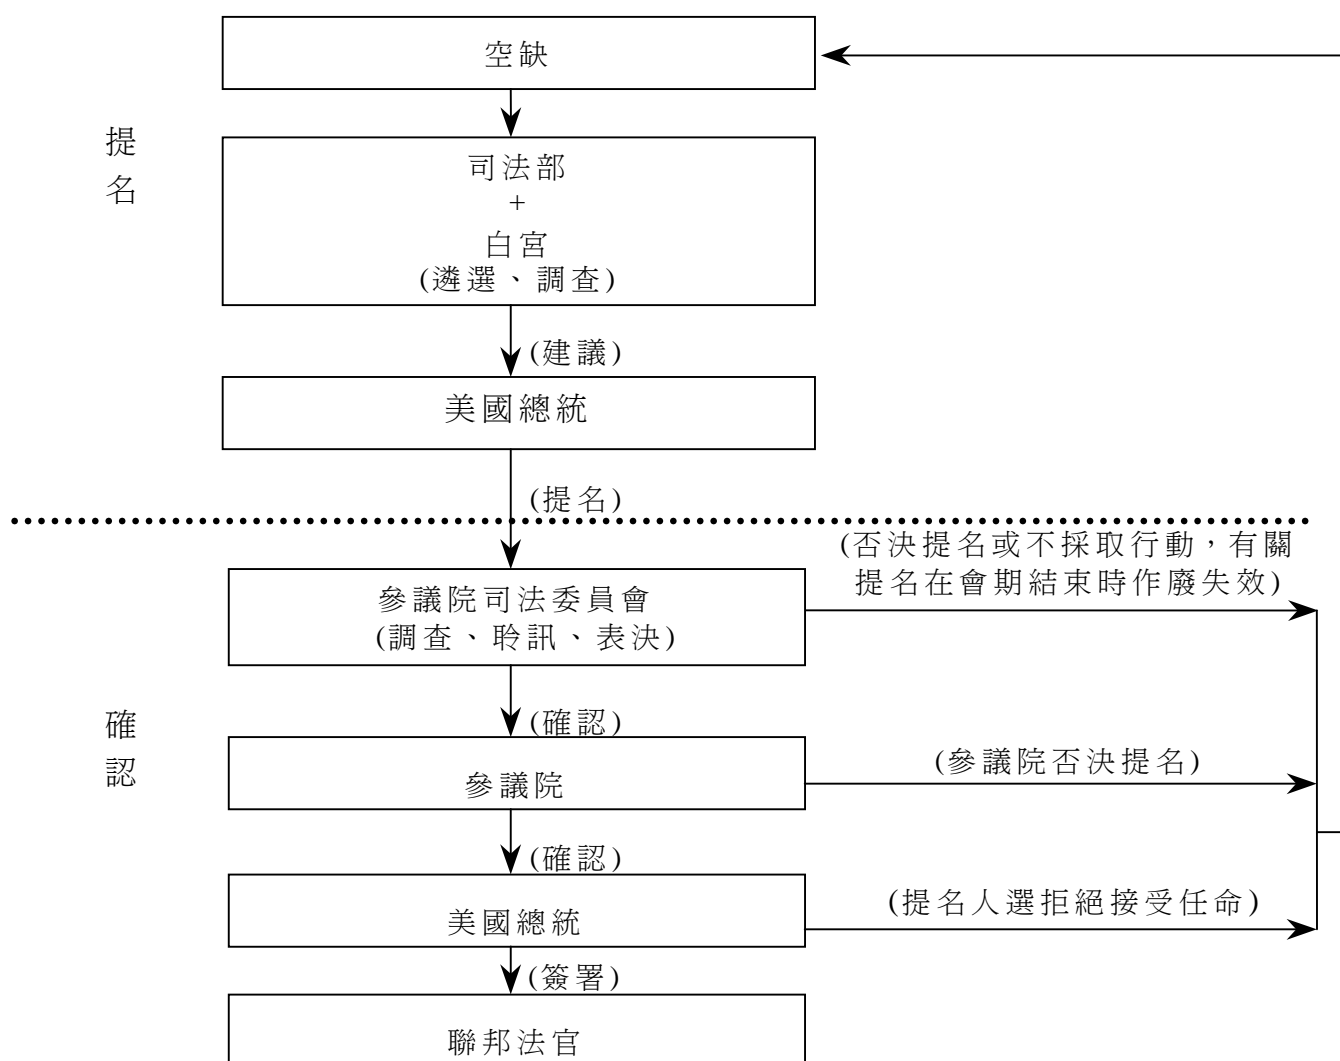 空缺
提
名
司法部
+
白宮
(遴選、調查)
(建議)
美國總統
(提名)
(否決提名或不採取行動，有關
提名在會期結束時作廢失效)
參議院司法委員會
(調查、聆訊、表決)
確
認
(確認)
參議院
(參議院否決提名)
(確認)
美國總統
(提名人選拒絕接受任命)
(簽署)
聯邦法官